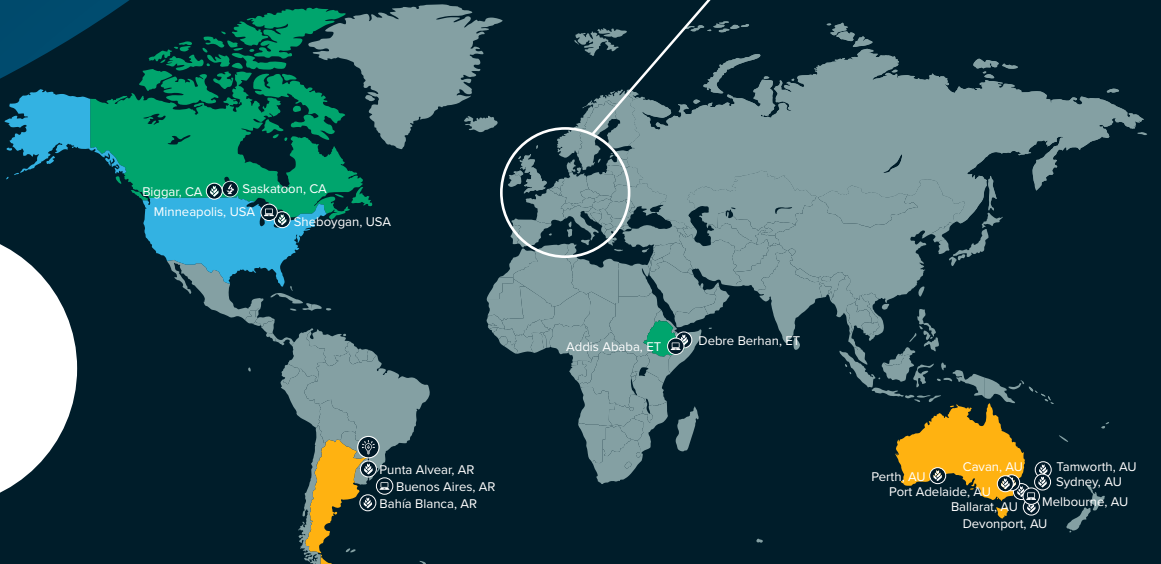 Biggar, CA
Saskatoon, CA
Minneapolis, USA
Sheboygan, USA
Addis Ababa, ET
Debre Berhan, ET
Punta Alvear, AR
Buenos Aires, AR
Bahía Blanca, AR
Perth, AU
Cavan, AU
Tamworth, AU
Sydney, AU
Port Adelaide, AU
Melbourne, AU
Ballarat, AU
Devonport, AU